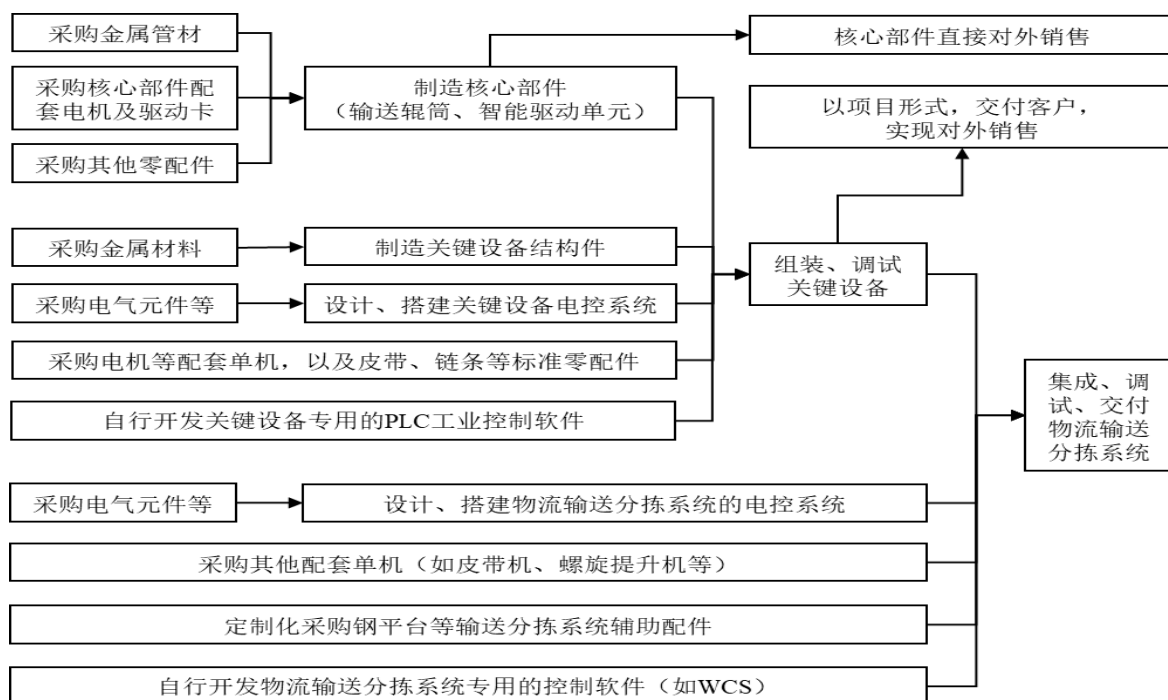 采购金属管材
核心部件直接对外销售
采购核心部件配
套电机及驱动卡
制造核心部件
（输送辊筒、智能驱动单元）
以项目形式，交付客户，
实现对外销售
采购其他零配件
采购金属材料
制造关键设备结构件
组装、调试
关键设备
采购电气元件等
设计、搭建关键设备电控系统
采购电机等配套单机，以及皮带、链条等标准零配件
自行开发关键设备专用的PLC工业控制软件
集成、调
试、交付
物流输送
分拣系统
采购电气元件等
设计、搭建物流输送分拣系统的电控系统
采购其他配套单机（如皮带机、螺旋提升机等）
定制化采购钢平台等输送分拣系统辅助配件
自行开发物流输送分拣系统专用的控制软件（如WCS）